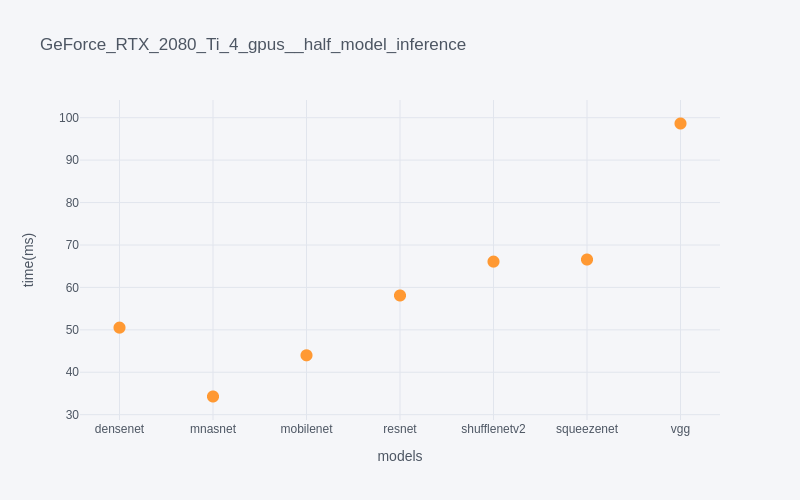 GeForce_RTX_2080_Ti_4_gpus__half_model_inference
100
90
80
70
60
50
40
30
time(ms)
densenet
mnasnet
mobilenet
resnet
shufflenetv2
squeezenet
vgg
models